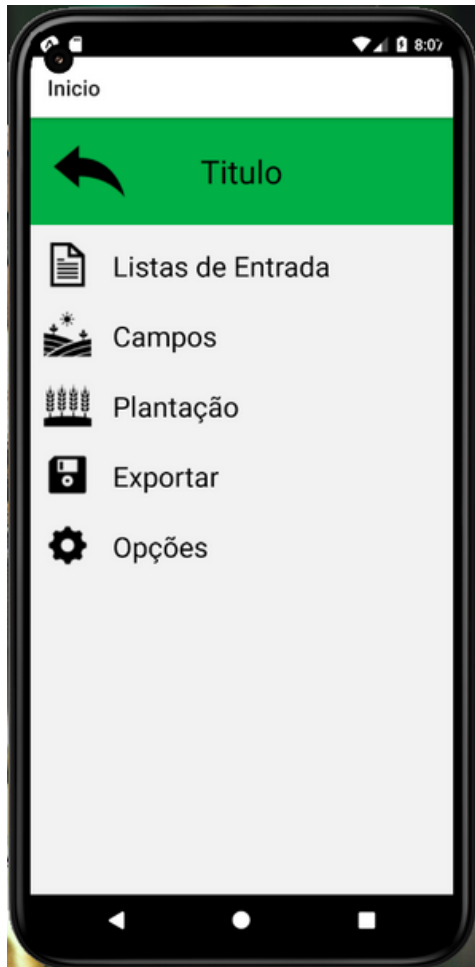 8:07
Inicio
Titulo
Listas de Entrada
Campos
Plantação
Exportar
Opções